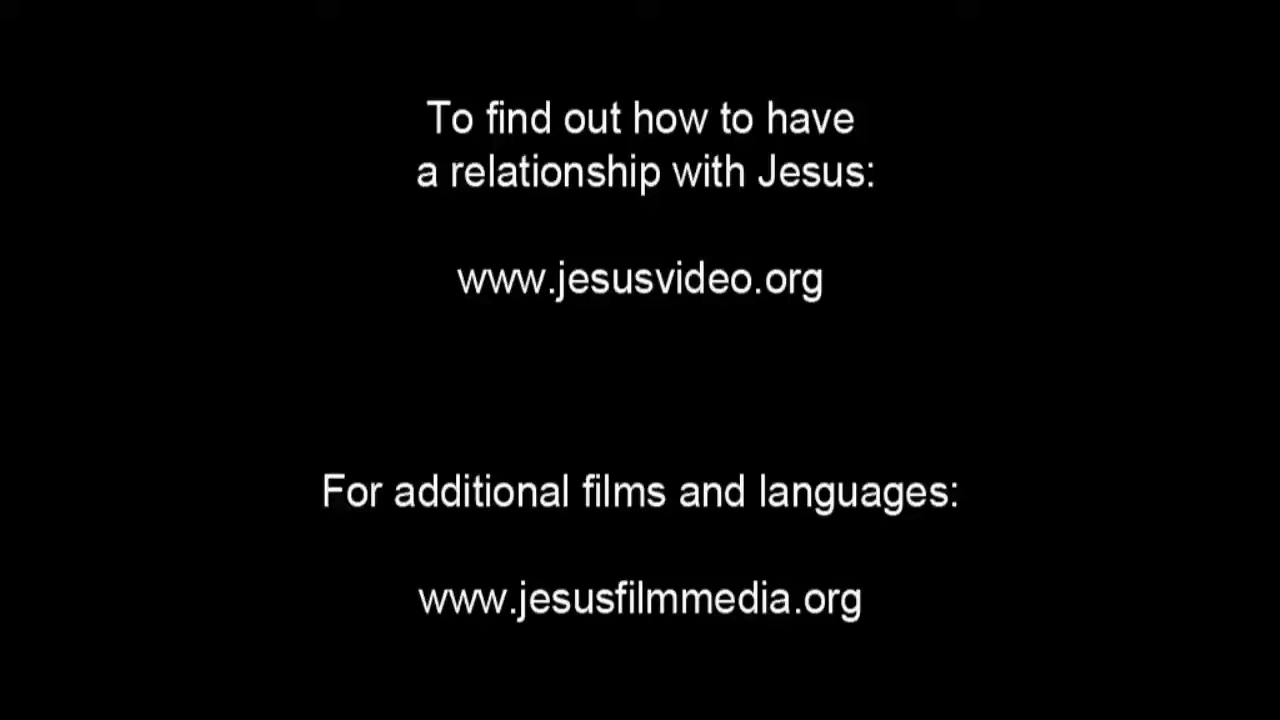 To find out how to have
a relationship with Jesus:
www.jesusvideo.org
For additional films and languages:
www.jesusfilmmedia.org